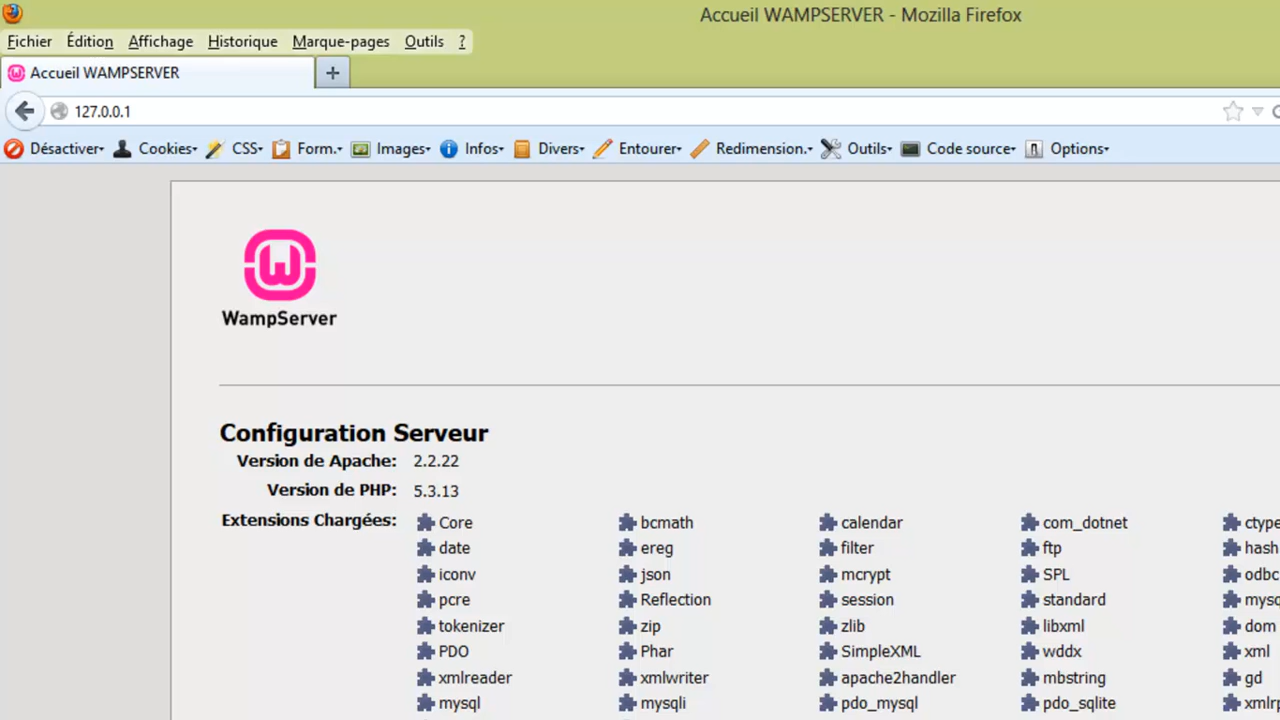 Accueil WAMPSERVER - Mozilla Firefox
Fichier Édition Affichage Historique Marque-pages Outils ?
Accueil WAMPSERVER +
127.0.0.1
Désactiver Cookies CSS Form. Images Infos Divers Entourer Redimension. Outils Code source Options
WampServer
Configuration Serveur
Version de Apache: 2.2.22
Version de PHP: 5.3.13
Extensions Chargées: Core bcmath calendar com_dotnet ctype
date ereg filter ftp hash
iconv json mcrypt SPL odbc
pcre Reflection session standard
tokenizer zip zlib libxml dom
PDO Phar SimpleXML wddx xml
xmlreader xmlwriter apache2handler mbstring gd
mysql mysqli pdo_mysql pdo_sqlite